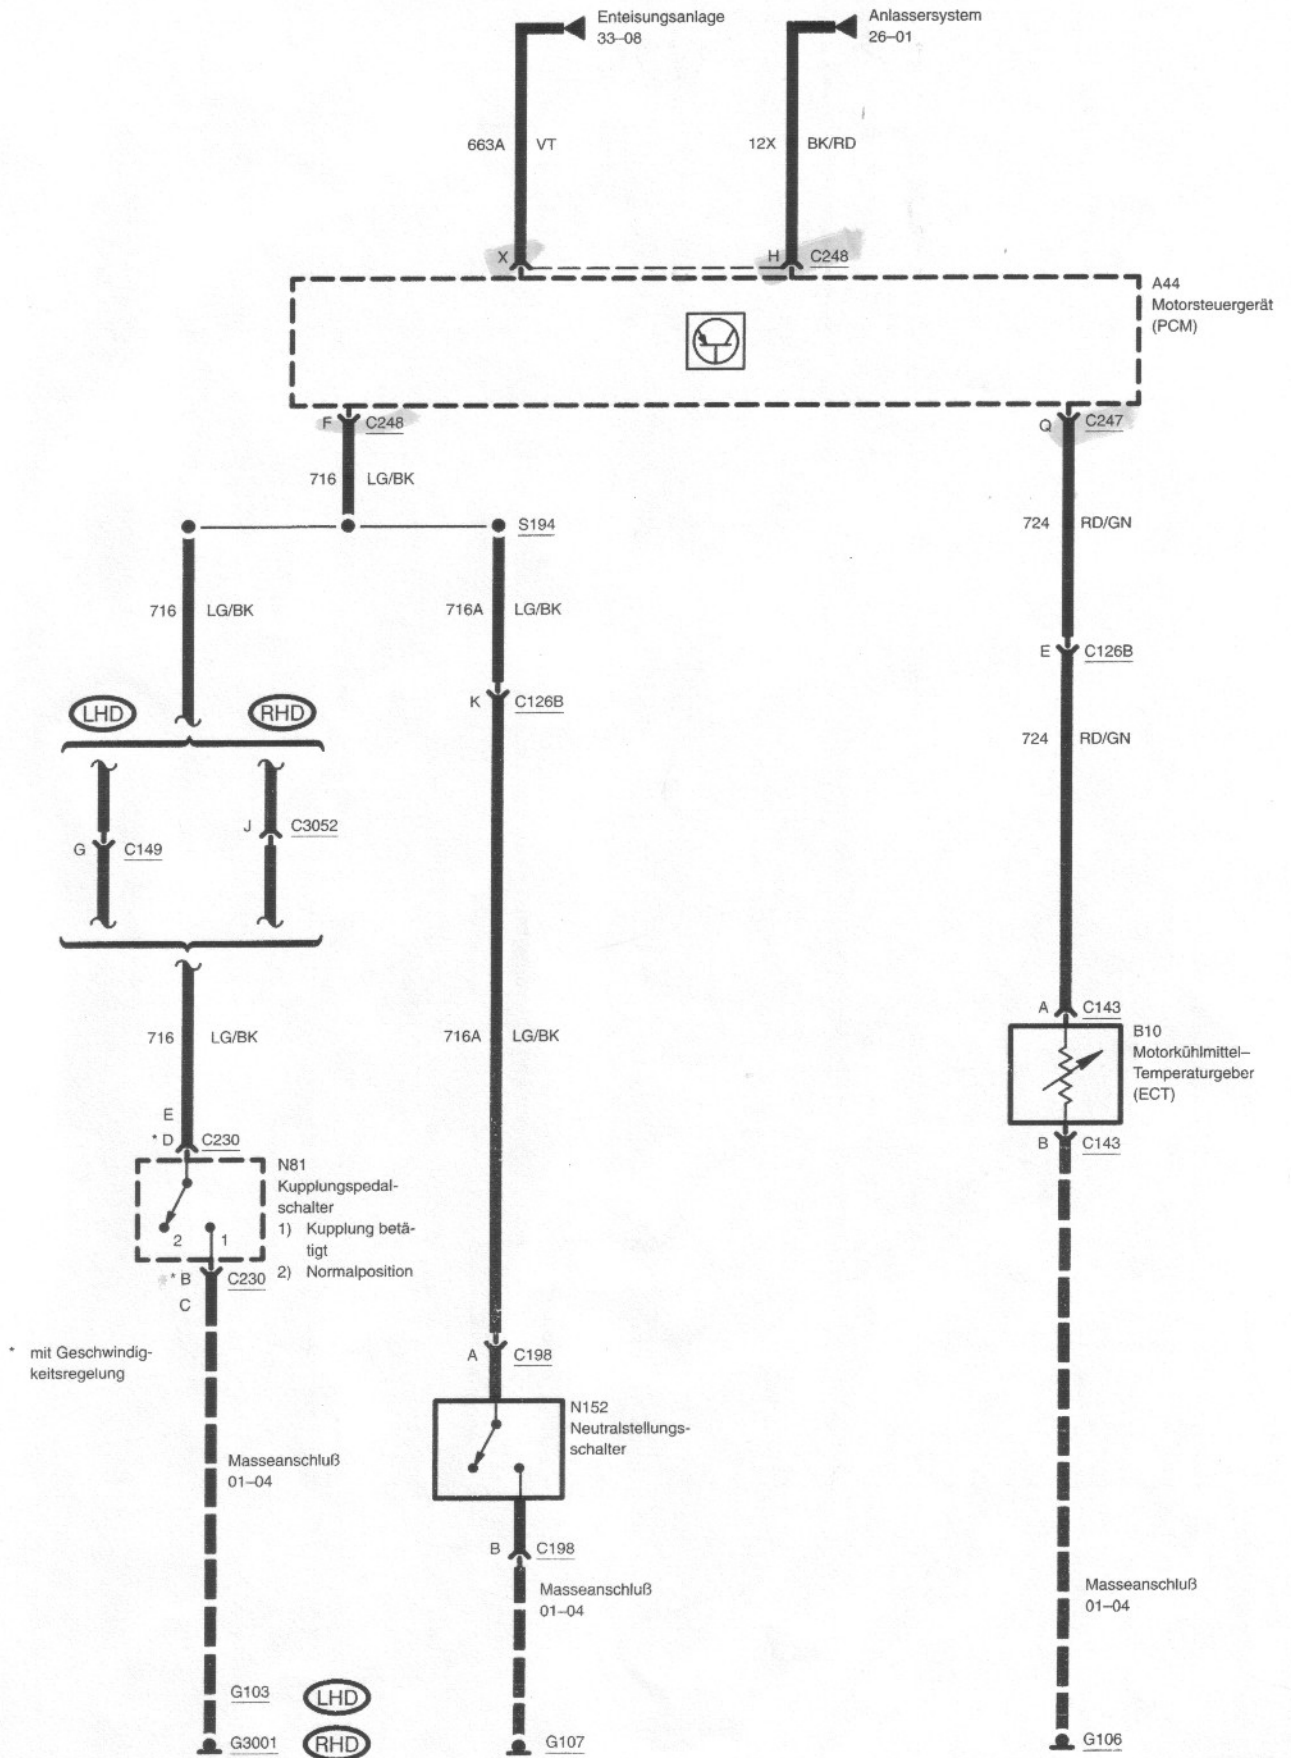 Enteisungsanlage
33–08
Anlassersystem
26–01
663A VT
12X BK/RD
X
H C248
A44
Motorsteuergerät
(PCM)
F C248
Q C247
716 LG/BK
S194
724 RD/GN
716 LG/BK
716A LG/BK
E C126B
K C126B
LHD
RHD
724 RD/GN
J C3052
G C149
A C143
B10
Motorkühlmittel–
Temperaturgeber
(ECT)
716 LG/BK
716A LG/BK
E
* D C230
B C143
N81
Kupplungspedal-
schalter
1) Kupplung betä-
tigt
2) Normalposition
2 1
* B C230
C
* mit Geschwindig-
keitsregelung
A C198
N152
Neutralstellungs-
schalter
Masseanschluß
01–04
B C198
Masseanschluß
01–04
Masseanschluß
01–04
G103 LHD
G3001 RHD
G107
G106